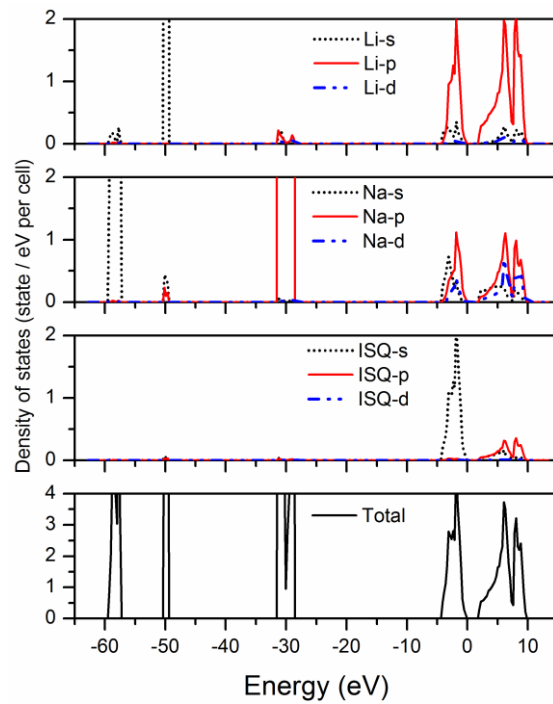 2
1
0
Li-s
Li-p
Li-d
2
1
0
Na-s
Na-p
Na-d
2
1
0
ISQ-s
ISQ-p
ISQ-d
4
3
2
1
0
Total
-60 -50 -40 -30 -20 -10 0 10
Energy (eV)
Density of states (state / eV per cell)